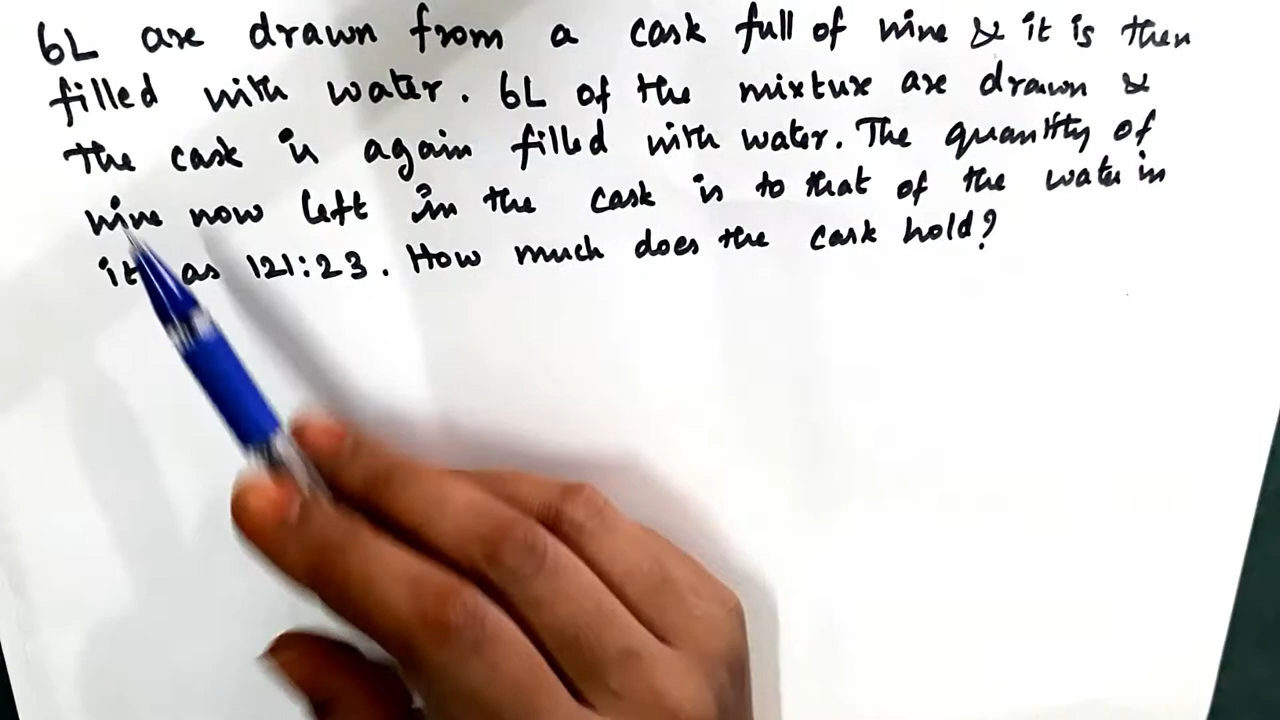 6L are drawn from a cask full of wine & it is then
filled with water. 6L of the mixture are drawn &
the cask is again filled with water. The quantity of
wine now left in the cask is to that of the water in
it as 121:23. How much does the cask hold?